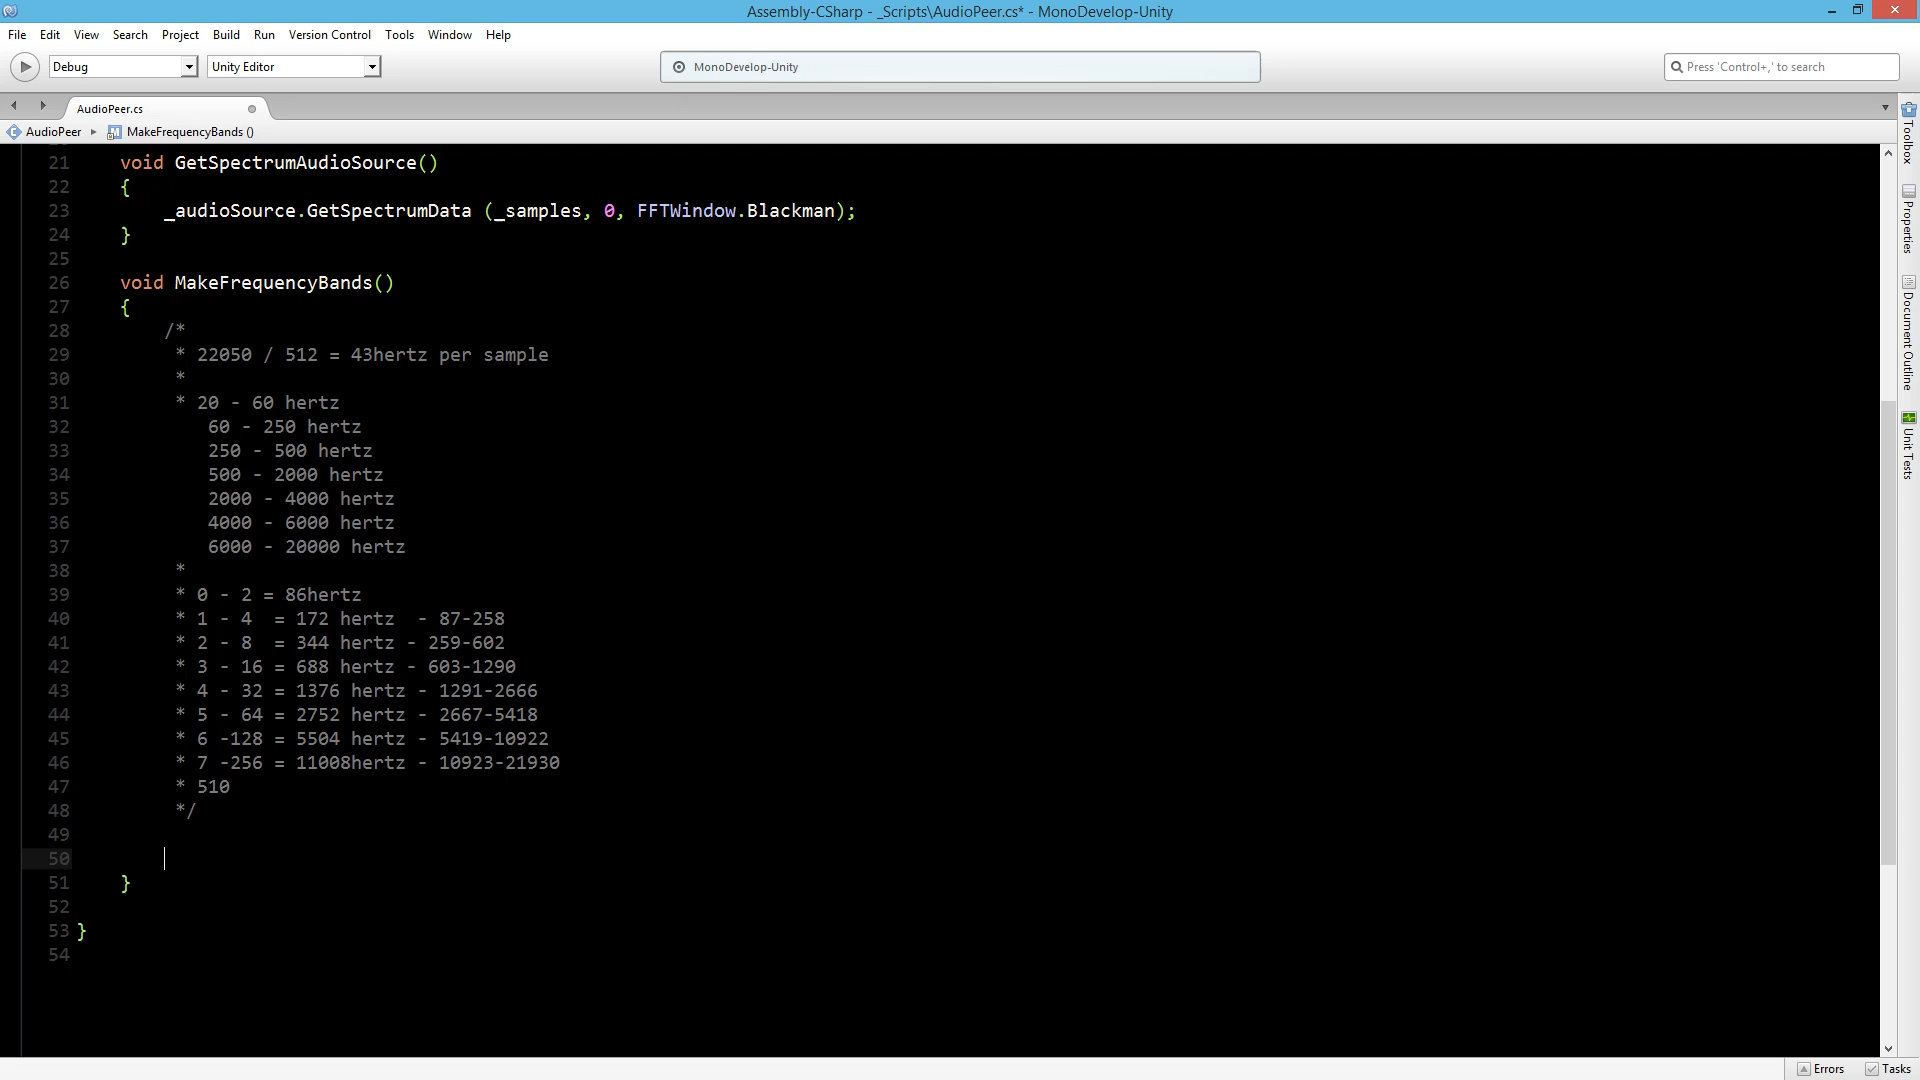 Assembly-CSharp - _Scripts\AudioPeer.cs* - MonoDevelop-Unity
File Edit View Search Project Build Run Version Control Tools Window Help
Debug Unity Editor MonoDevelop-Unity Press 'Control+,' to search
AudioPeer.cs
AudioPeer MakeFrequencyBands ()
21 void GetSpectrumAudioSource()
22 {
23 _audioSource.GetSpectrumData (_samples, 0, FFTWindow.Blackman);
24 }
25
26 void MakeFrequencyBands()
27 {
28 /*
29 * 22050 / 512 = 43hertz per sample
30 *
31 * 20 - 60 hertz
32 60 - 250 hertz
33 250 - 500 hertz
34 500 - 2000 hertz
35 2000 - 4000 hertz
36 4000 - 6000 hertz
37 6000 - 20000 hertz
38 *
39 * 0 - 2 = 86hertz
40 * 1 - 4  = 172 hertz  - 87-258
41 * 2 - 8  = 344 hertz - 259-602
42 * 3 - 16 = 688 hertz - 603-1290
43 * 4 - 32 = 1376 hertz - 1291-2666
44 * 5 - 64 = 2752 hertz - 2667-5418
45 * 6 -128 = 5504 hertz - 5419-10922
46 * 7 -256 = 11008hertz - 10923-21930
47 * 510
48 */
49
50
51 }
52
53 }
54
Toolbox
Properties
Document Outline
Unit Tests
Errors Tasks